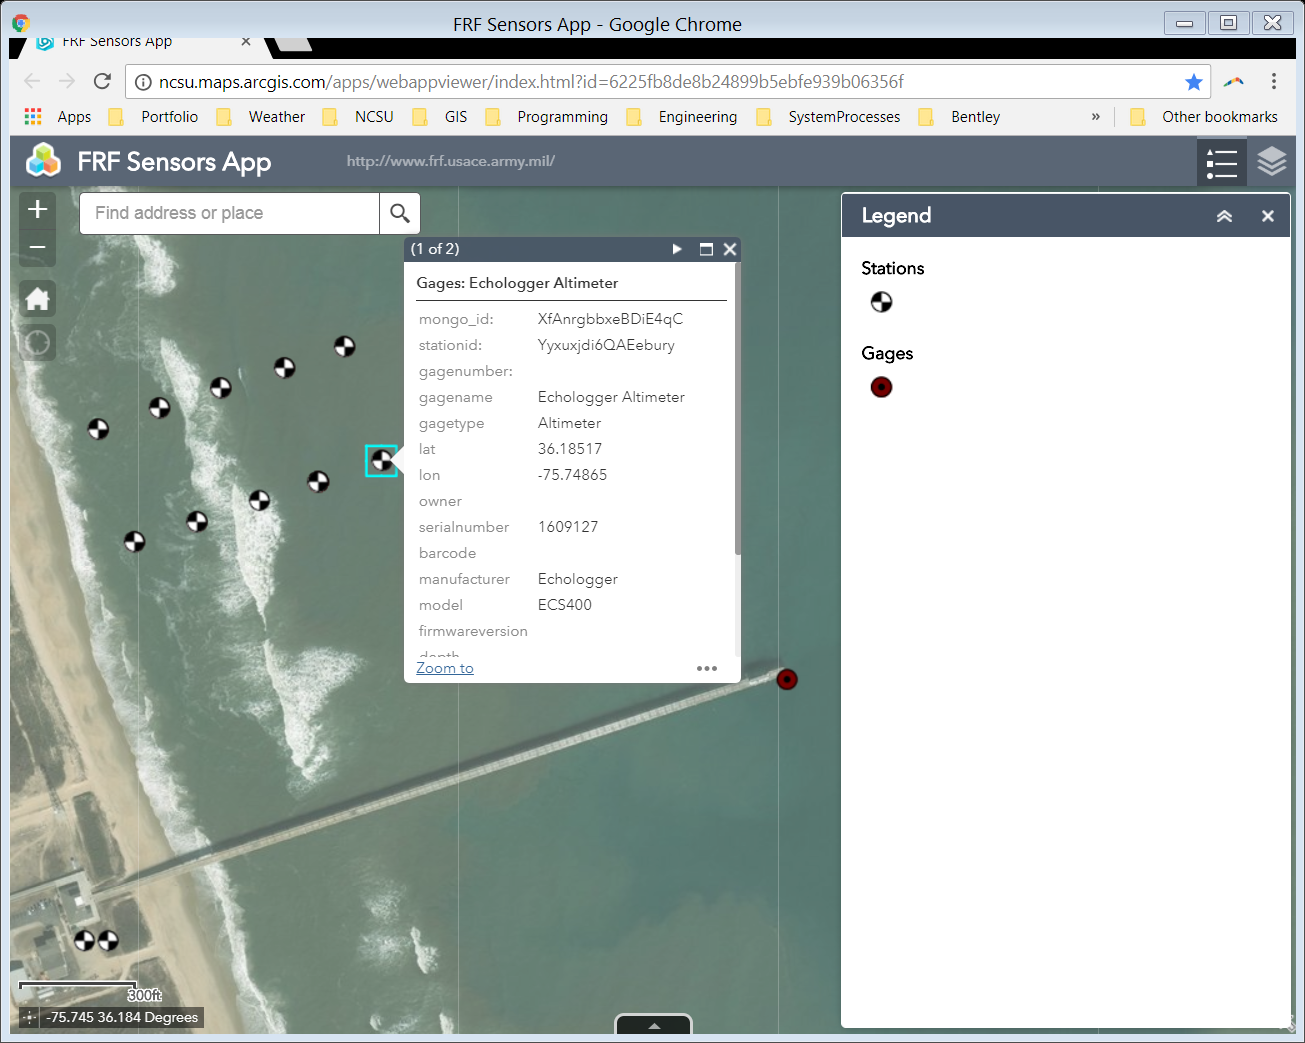 FRF Sensors App - Google Chrome
FRF Sensors App
ncsu.maps.arcgis.com/apps/webappviewer/index.html?id=6225fb8de8b24899b5ebfe939b06356f
Apps Portfolio Weather NCSU GIS Programming Engineering SystemProcesses Bentley » Other bookmarks
FRF Sensors App http://www.frf.usace.army.mil/
Find address or place
(1 of 2)
Gages: Echologger Altimeter
mongo_id: XfAnrgbbxeBDiE4qC
stationid: Yyxuxjdi6QAEebury
gagenumber:
gagename Echologger Altimeter
gagetype Altimeter
lat 36.18517
lon -75.74865
owner
serialnumber 1609127
barcode
manufacturer Echologger
model ECS400
firmwareversion
depth
Zoom to
Legend
Stations
Gages
300ft
-75.745 36.184 Degrees